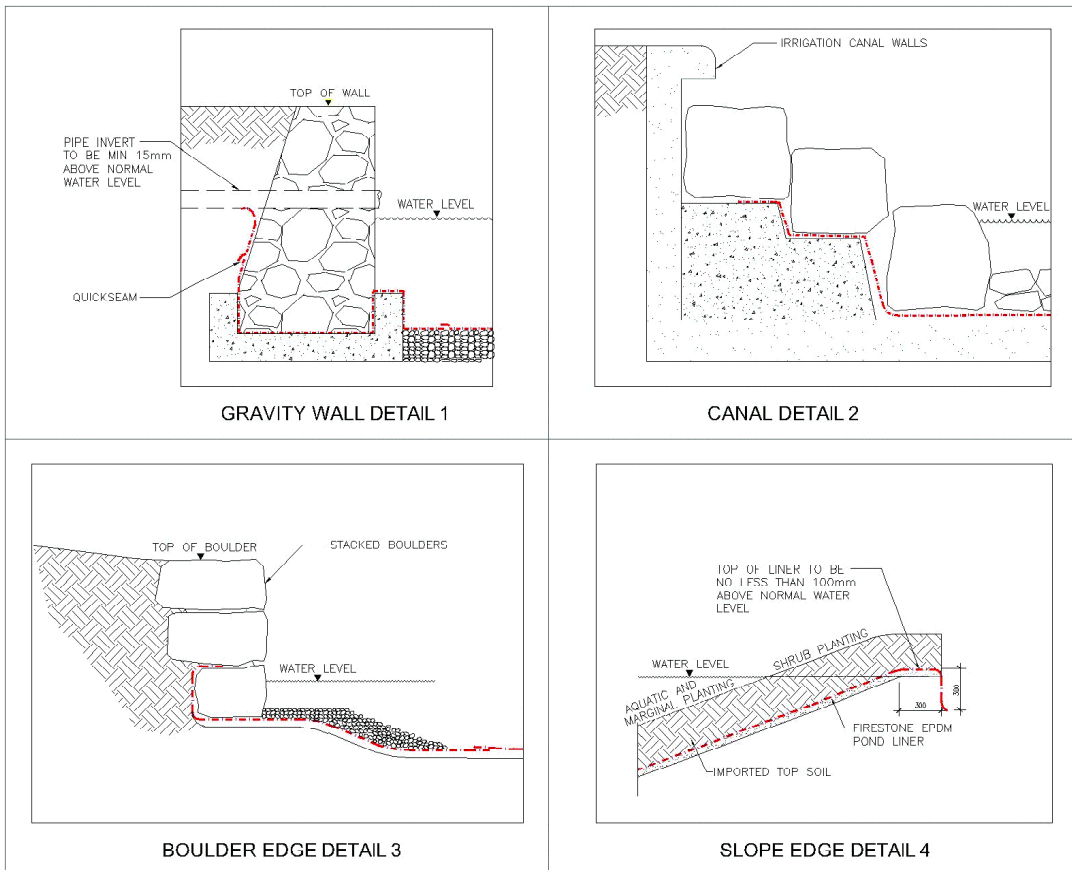 TOP OF WALL
PIPE INVERT
TO BE MIN 15mm
ABOVE NORMAL
WATER LEVEL
WATER LEVEL
QUICKSEAM
GRAVITY WALL DETAIL 1
IRRIGATION CANAL WALLS
WATER LEVEL
CANAL DETAIL 2
TOP OF BOULDER
STACKED BOULDERS
WATER LEVEL
BOULDER EDGE DETAIL 3
TOP OF LINER TO BE
NO LESS THAN 100mm
ABOVE NORMAL WATER
LEVEL
SHRUB PLANTING
WATER LEVEL
AQUATIC AND
MARGINAL PLANTING
300
300
FIRESTONE EPDM
POND LINER
IMPORTED TOP SOIL
SLOPE EDGE DETAIL 4